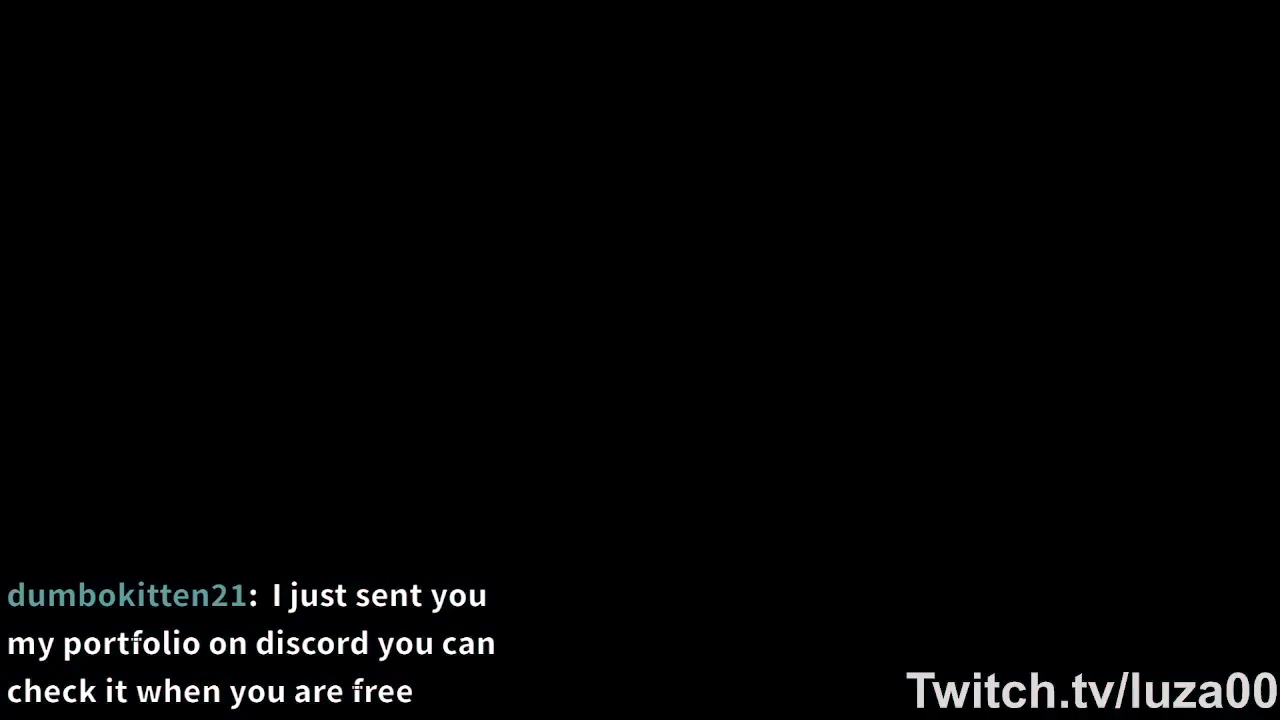 dumbokitten21: I just sent you
my portfolio on discord you can
check it when you are free
Twitch.tv/luza00